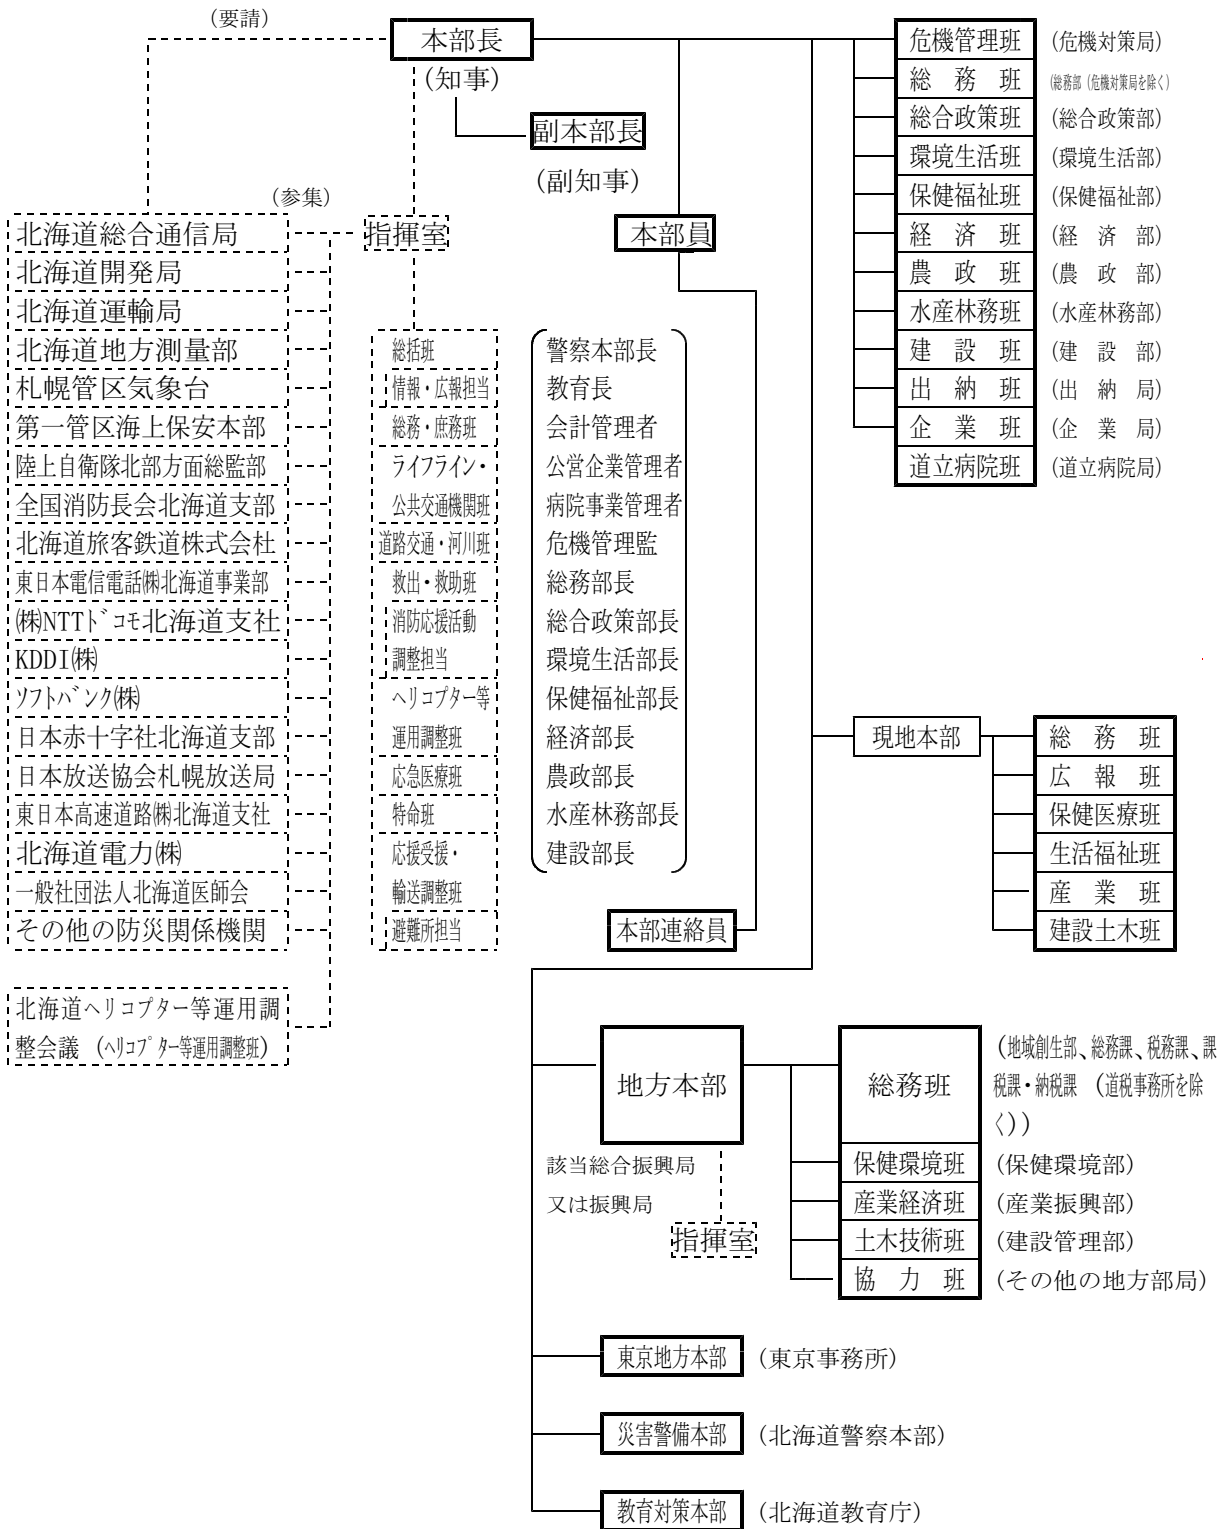 （要請）
本部長
（知事）
副本部長
（副知事）
（参集）
北海道総合通信局
北海道開発局
北海道運輸局
北海道地方測量部
札幌管区気象台
第一管区海上保安本部
陸上自衛隊北部方面総監部
全国消防長会北海道支部
北海道旅客鉄道株式会社
東日本電信電話㈱北海道事業部
㈱NTTドコモ北海道支社
KDDI㈱
ソフトバンク㈱
日本赤十字社北海道支部
日本放送協会札幌放送局
東日本高速道路㈱北海道支社
北海道電力㈱
一般社団法人北海道医師会
その他の防災関係機関
北海道ヘリコプター等運用調
整会議（ヘリコプター等運用調整班）
指揮室
総括班
情報・広報担当
総務・庶務班
ライフライン・
公共交通機関班
道路交通・河川班
救出・救助班
消防応援活動
調整担当
ヘリコプター等
運用調整班
応急医療班
特命班
応援受援・
輸送調整班
避難所担当
本部員
警察本部長
教育長
会計管理者
公営企業管理者
病院事業管理者
危機管理監
総務部長
総合政策部長
環境生活部長
保健福祉部長
経済部長
農政部長
水産林務部長
建設部長
本部連絡員
危機管理班（危機対策局）
総務班（総務部（危機対策局を除く）
総合政策班（総合政策部）
環境生活班（環境生活部）
保健福祉班（保健福祉部）
経済班（経済部）
農政班（農政部）
水産林務班（水産林務部）
建設班（建設部）
出納班（出納局）
企業班（企業局）
道立病院班（道立病院局）
現地本部
総務班
広報班
保健医療班
生活福祉班
産業班
建設土木班
地方本部
該当総合振興局
又は振興局
指揮室
総務班
（地域創生部、総務課、税務課、課
税課・納税課（道税事務所を除
く））
保健環境班（保健環境部）
産業経済班（産業振興部）
土木技術班（建設管理部）
協力班（その他の地方部局）
東京地方本部（東京事務所）
災害警備本部（北海道警察本部）
教育対策本部（北海道教育庁）